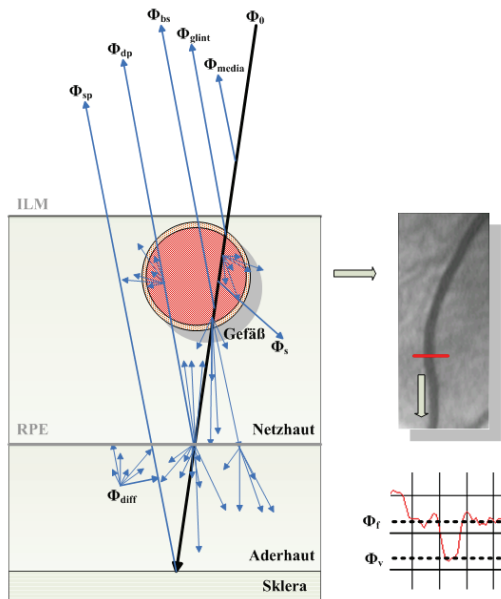 Φbs
Φ0
Φdp
Φglint
Φmedia
Φsp
ILM
Gefäß
Φs
RPE
Netzhaut
Φdiff
Φf
Aderhaut
Φv
Sklera